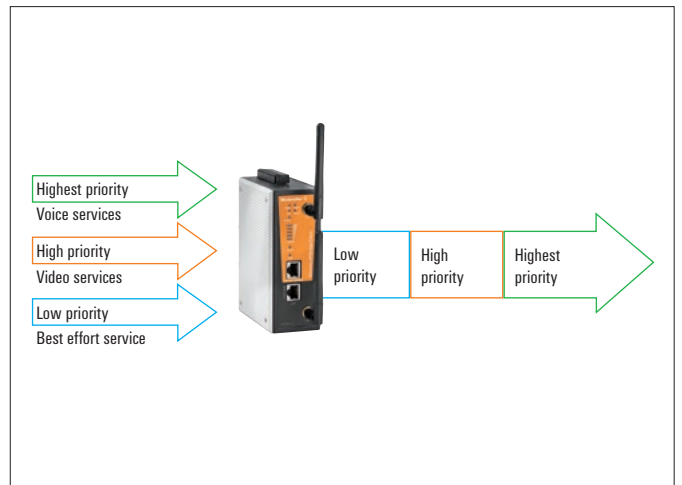 Highest priority
Voice services
High priority
Video services
Low priority
Best effort service
Low
priority
High
priority
Highest
priority